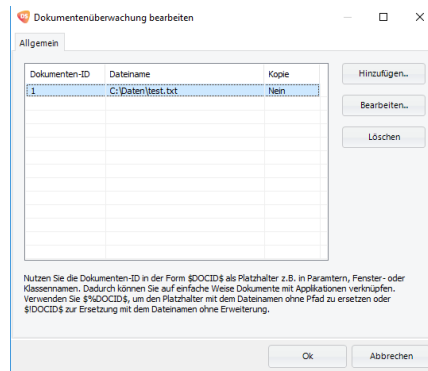 Dokumentenüberwachung bearbeiten
Allgemein
Dokumenten-ID Dateiname Kopie
1 C:\Daten\test.txt Nein
Hinzufügen..
Bearbeiten..
Löschen
Nutzen Sie die Dokumenten-ID in der Form $DOCID$ als Platzhalter z.B. in Paramtern, Fenster- oder
Klassennamen. Dadurch können Sie auf einfache Weise Dokumente mit Applikationen verknüpfen.
Verwenden Sie $%DOCID$, um den Platzhalter mit dem Dateinamen ohne Pfad zu ersetzen oder
$!DOCID$ zur Ersetzung mit dem Dateinamen ohne Erweiterung.
Ok Abbrechen